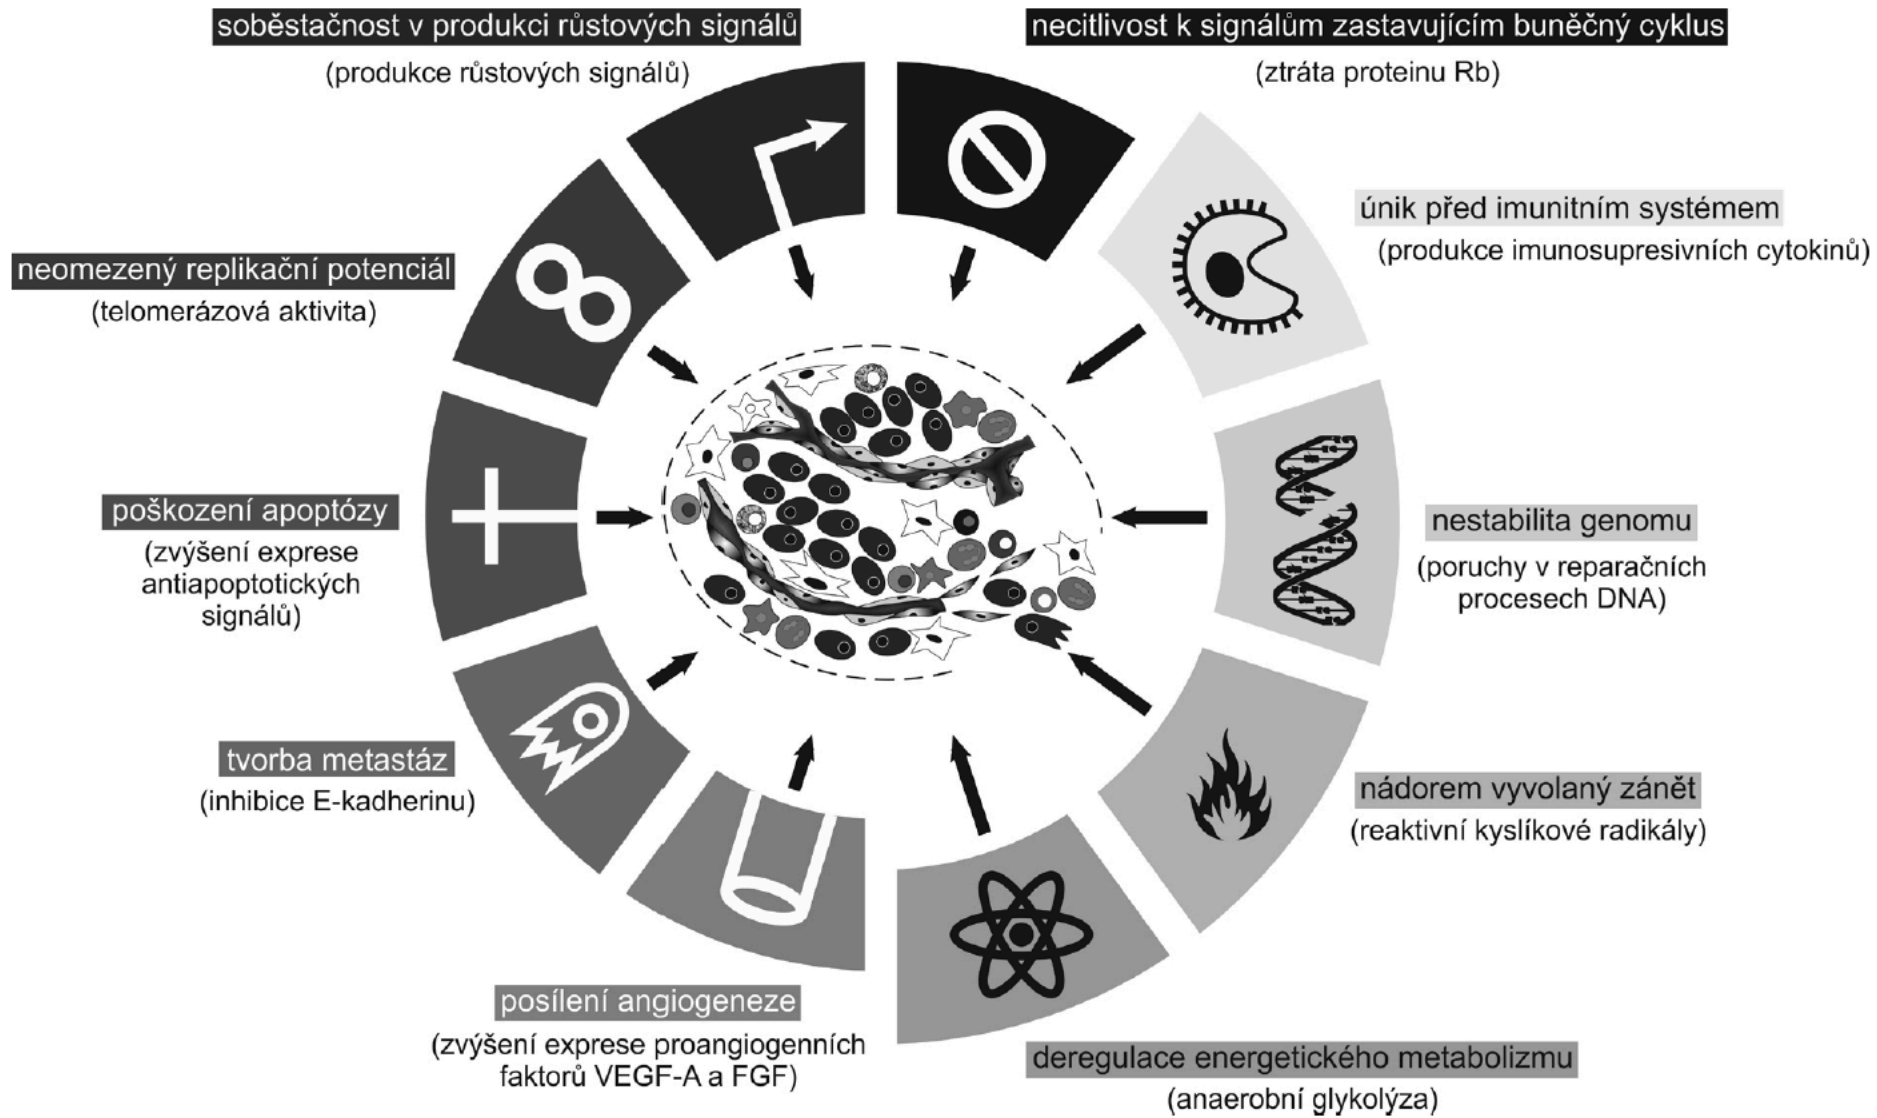 soběstačnost v produkci růstových signálů
(produkce růstových signálů)
necitlivost k signálům zastavujícím buněčný cyklus
(ztráta proteinu Rb)
únik před imunitním systémem
(produkce imunosupresivních cytokinů)
neomezený replikační potenciál
(telomerázová aktivita)
poškození apoptózy
(zvýšení exprese
antiapoptotických
signálů)
nestabilita genomu
(poruchy v reparačních
procesech DNA)
tvorba metastáz
(inhibice E-kadherinu)
nádorem vyvolaný zánět
(reaktivní kyslíkové radikály)
posílení angiogeneze
(zvýšení exprese proangiogenních
faktorů VEGF-A a FGF)
deregulace energetického metabolizmu
(anaerobní glykolýza)